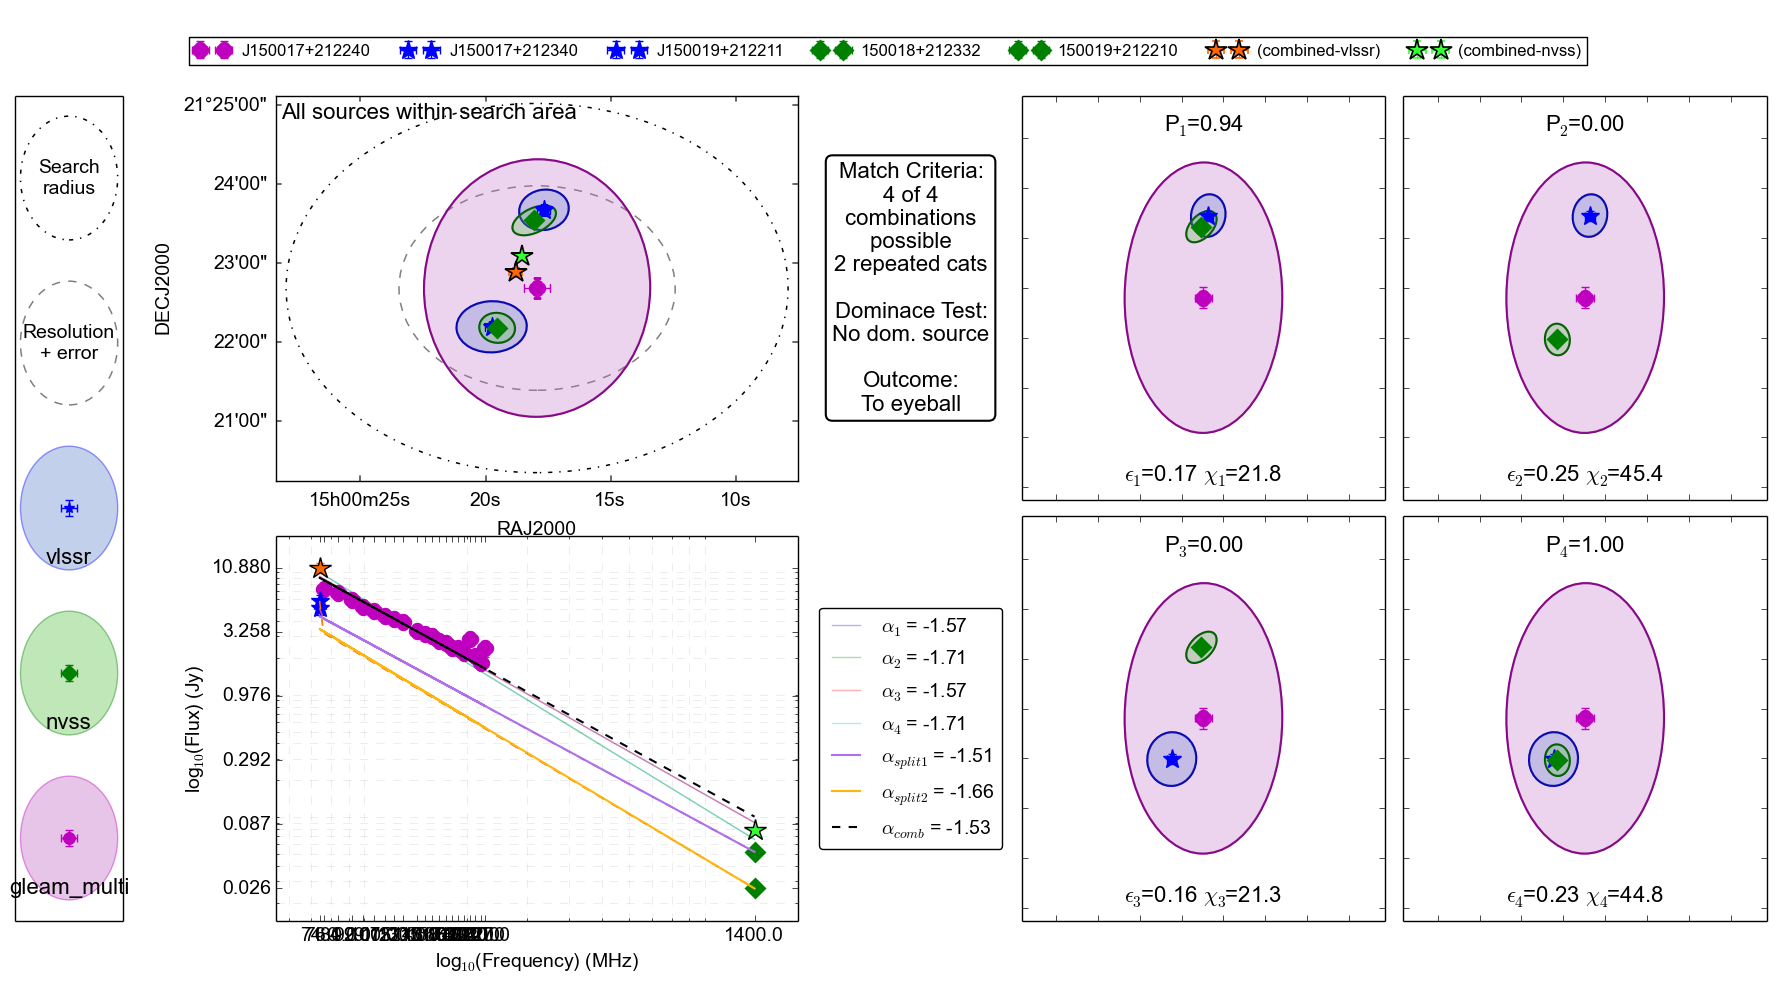 J150017+212240 J150017+212340 J150019+212211 150018+212332 150019+212210 (combined-vlssr) (combined-nvss)
Search
radius
Resolution
+ error
vlssr
nvss
gleam_multi
All sources within search area
21°25'00"
24'00"
23'00"
22'00"
21'00"
DECJ2000
15h00m25s 20s 15s 10s
RAJ2000
Match Criteria:
4 of 4
combinations
possible
2 repeated cats
Dominace Test:
No dom. source
Outcome:
To eyeball
P1=0.94
ϵ1=0.17 χ1=21.8
P2=0.00
ϵ2=0.25 χ2=45.4
P3=0.00
ϵ3=0.16 χ3=21.3
P4=1.00
ϵ4=0.23 χ4=44.8
10.880
3.258
0.976
0.292
0.087
0.026
log10(Flux) (Jy)
1400.0
log10(Frequency) (MHz)
α1 = -1.57
α2 = -1.71
α3 = -1.57
α4 = -1.71
αsplit1 = -1.51
αsplit2 = -1.66
αcomb = -1.53